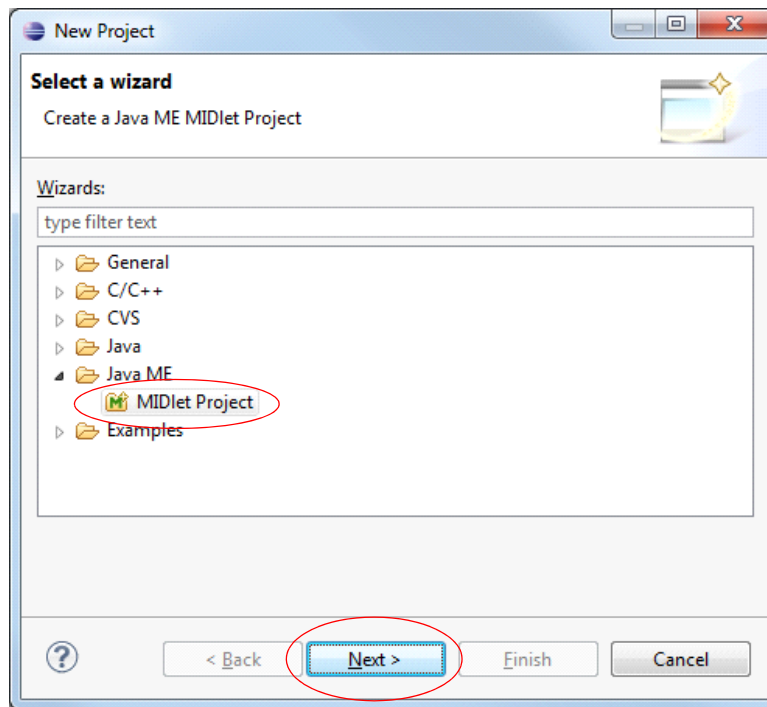 New Project
Select a wizard
Create a Java ME MIDlet Project
Wizards:
type filter text
General
C/C++
CVS
Java
Java ME
MIDlet Project
Examples
? < Back Next > Finish Cancel